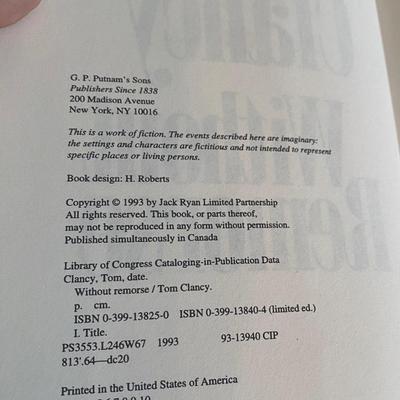 G. P. Putnam's Sons
Publishers Since 1838
200 Madison Avenue
New York, NY 10016
This is a work of fiction. The events described here are imaginary:
the settings and characters are fictitious and not intended to represent
specific places or living persons.
Book design: H. Roberts
Copyright © 1993 by Jack Ryan Limited Partnership
All rights reserved. This book, or parts thereof,
may not be reproduced in any form without permission.
Published simultaneously in Canada
Library of Congress Cataloging-in-Publication Data
Clancy, Tom, date.
Without remorse / Tom Clancy.
p. cm.
ISBN 0-399-13825-0 ISBN 0-399-13840-4 (limited ed.)
I. Title.
PS3553.L246W67 1993 93-13940 CIP
813'.64—dc20
Printed in the United States of America